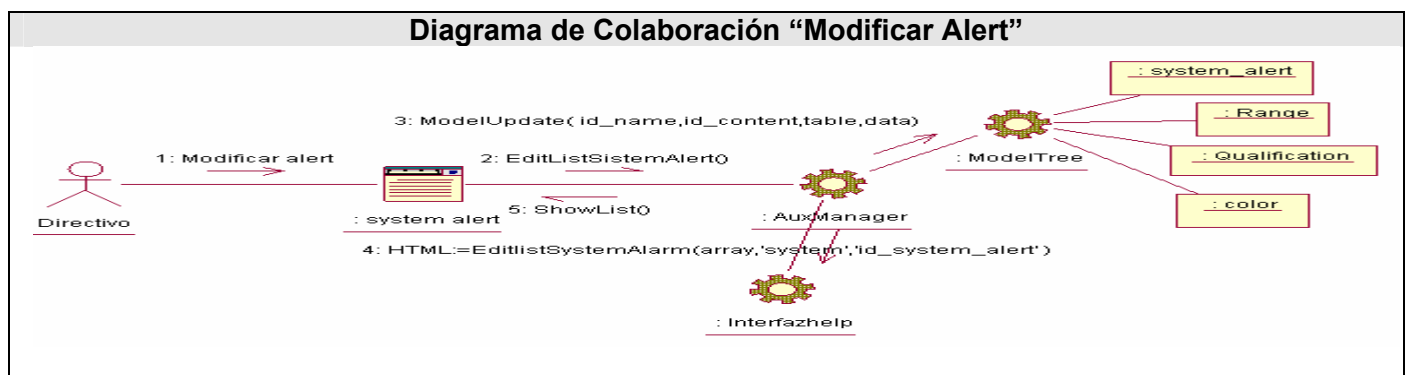 Diagrama de Colaboración “Modificar Alert”
: system_alert
3: ModelUpdate( id_name,id_content,table,data)
: Range
1: Modificar alert
2: EditListSistemAlert()
: ModelTree
: Qualification
: color
5: ShowList()
Directivo
: system alert
: AuxManager
4: HTML:=EditlistSystemAlarm(array,'system','id_system_alert' )
: Interfazhelp